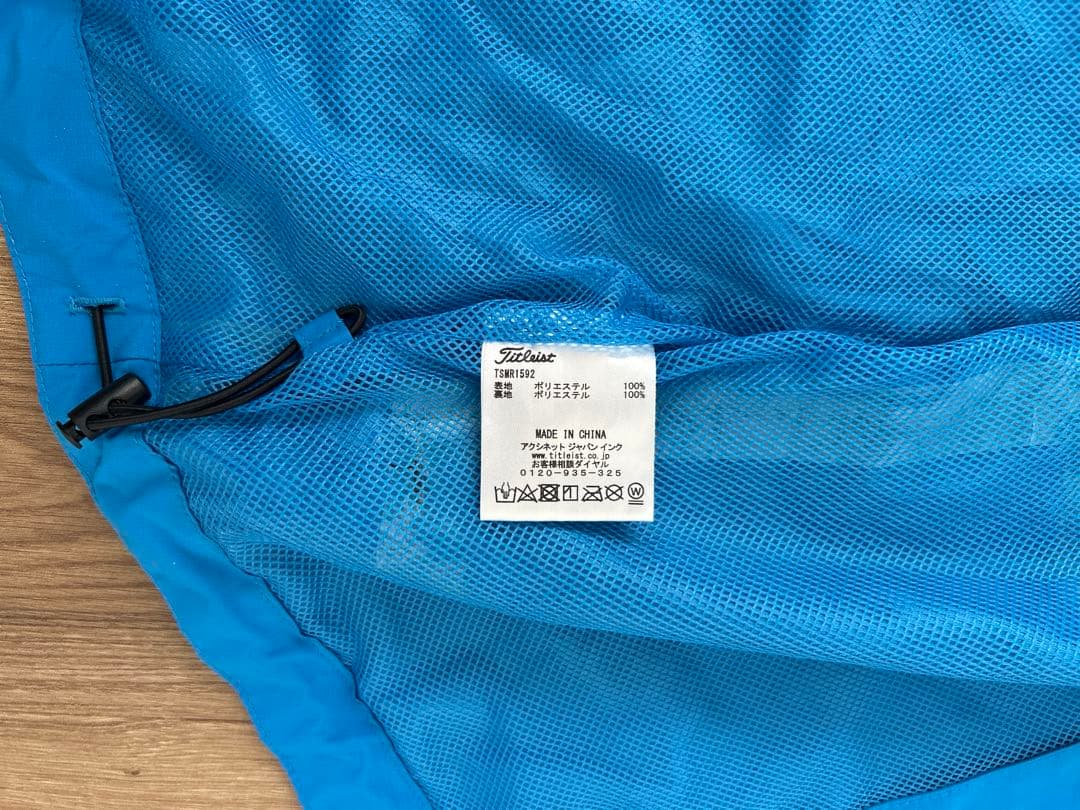 Titleist
TSMR1592
表地 ポリエステル 100%
裏地 ポリエステル 100%
MADE IN CHINA
アクシネット ジャパン インク
www.titleist.co.jp
お客様相談ダイヤル
0120-935-325